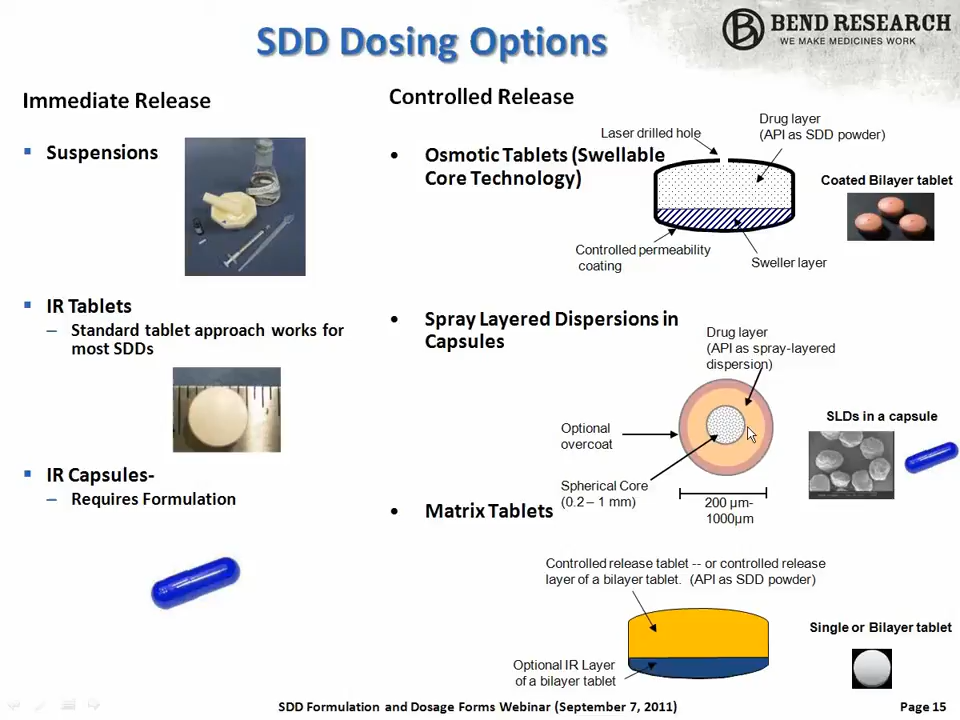 SDD Dosing Options
BEND RESEARCH
WE MAKE MEDICINES WORK
Immediate Release
▪ Suspensions
▪ IR Tablets
– Standard tablet approach works for
most SDDs
▪ IR Capsules-
– Requires Formulation
Controlled Release
• Osmotic Tablets (Swellable
Core Technology)
Laser drilled hole
Drug layer
(API as SDD powder)
Coated Bilayer tablet
Controlled permeability
coating
Sweller layer
• Spray Layered Dispersions in
Capsules
Drug layer
(API as spray-layered
dispersion)
Optional
overcoat
SLDs in a capsule
Spherical Core
(0.2 – 1 mm)
200 µm-
1000µm
• Matrix Tablets
Controlled release tablet -- or controlled release
layer of a bilayer tablet. (API as SDD powder)
Single or Bilayer tablet
Optional IR Layer
of a bilayer tablet
SDD Formulation and Dosage Forms Webinar (September 7, 2011)
Page 15